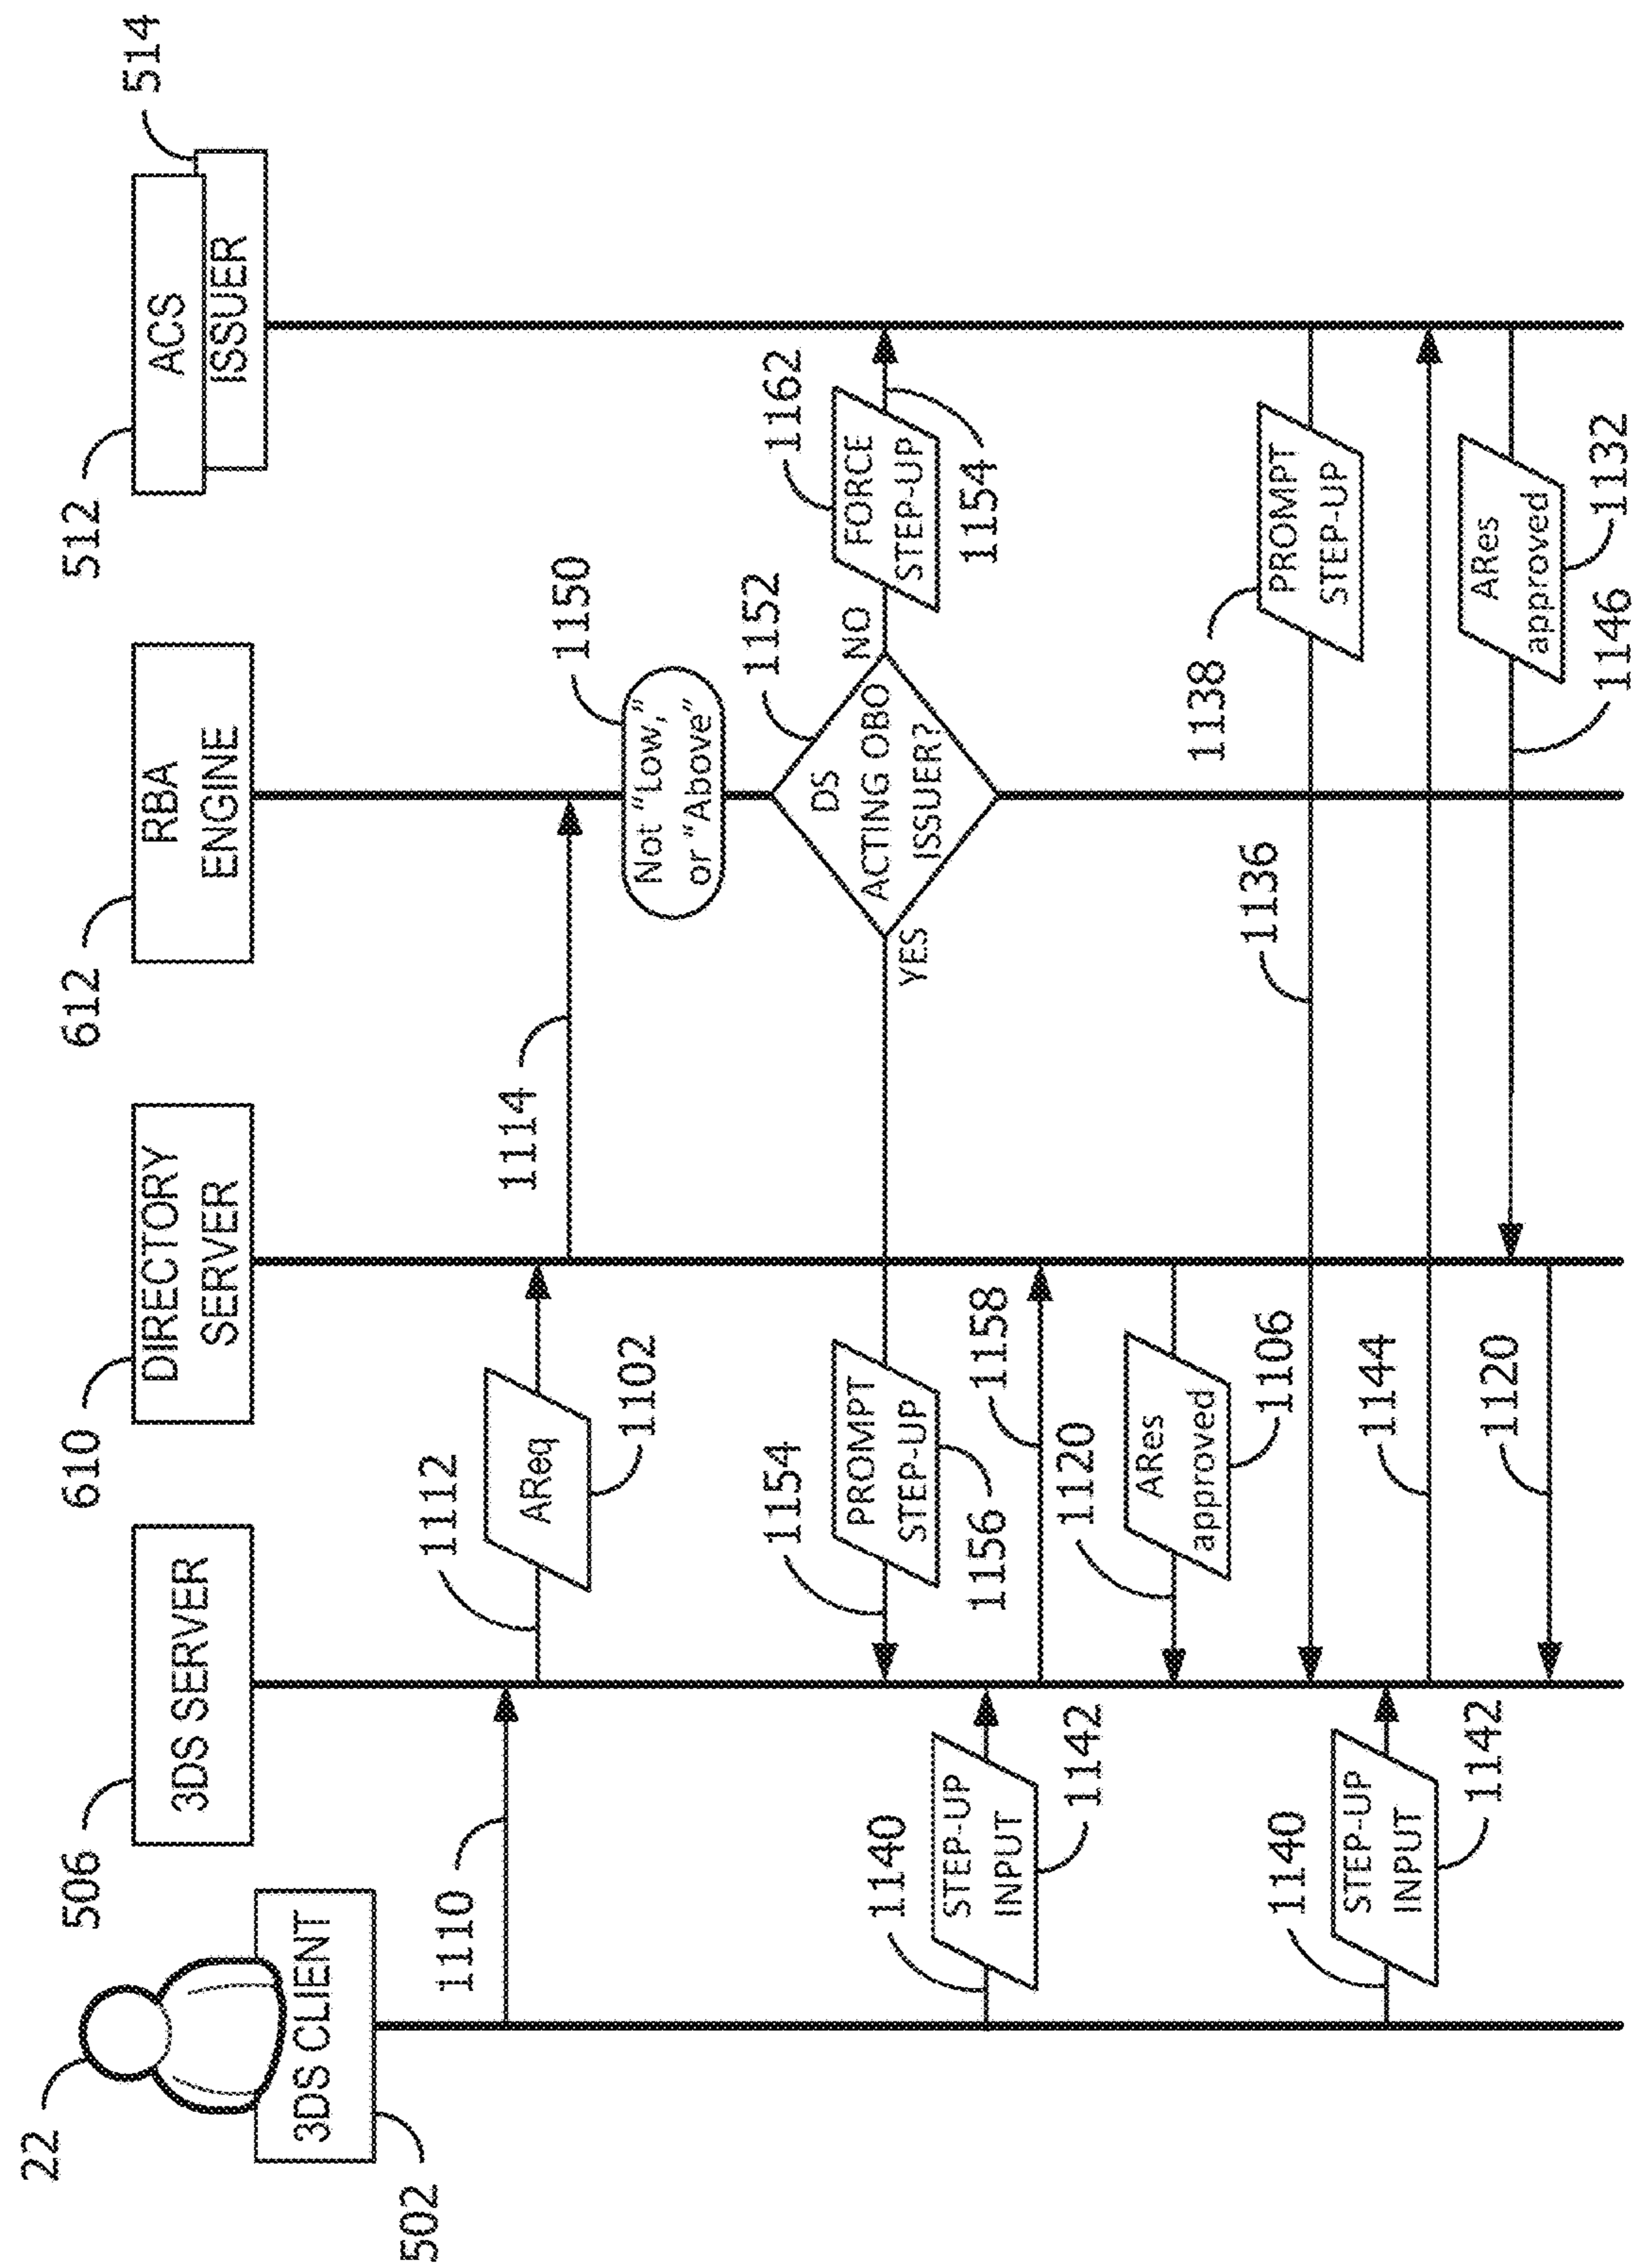 22
3DS CLIENT
502
506
3DS SERVER
610
DIRECTORY
SERVER
612
RBA
ENGINE
512
ACS
ISSUER
514
1110
1112
AReq
1102
1114
Not “Low,”
or “Above”
1150
1152
DS
ACTING OBO
ISSUER?
YES
NO
FORCE
STEP-UP
1162
1154
1154
PROMPT
STEP-UP
1156
1140
STEP-UP
INPUT
1142
1158
1120
ARes
approved
1106
1136
PROMPT
STEP-UP
1138
1140
STEP-UP
INPUT
1142
1144
ARes
approved
1132
1146
1120